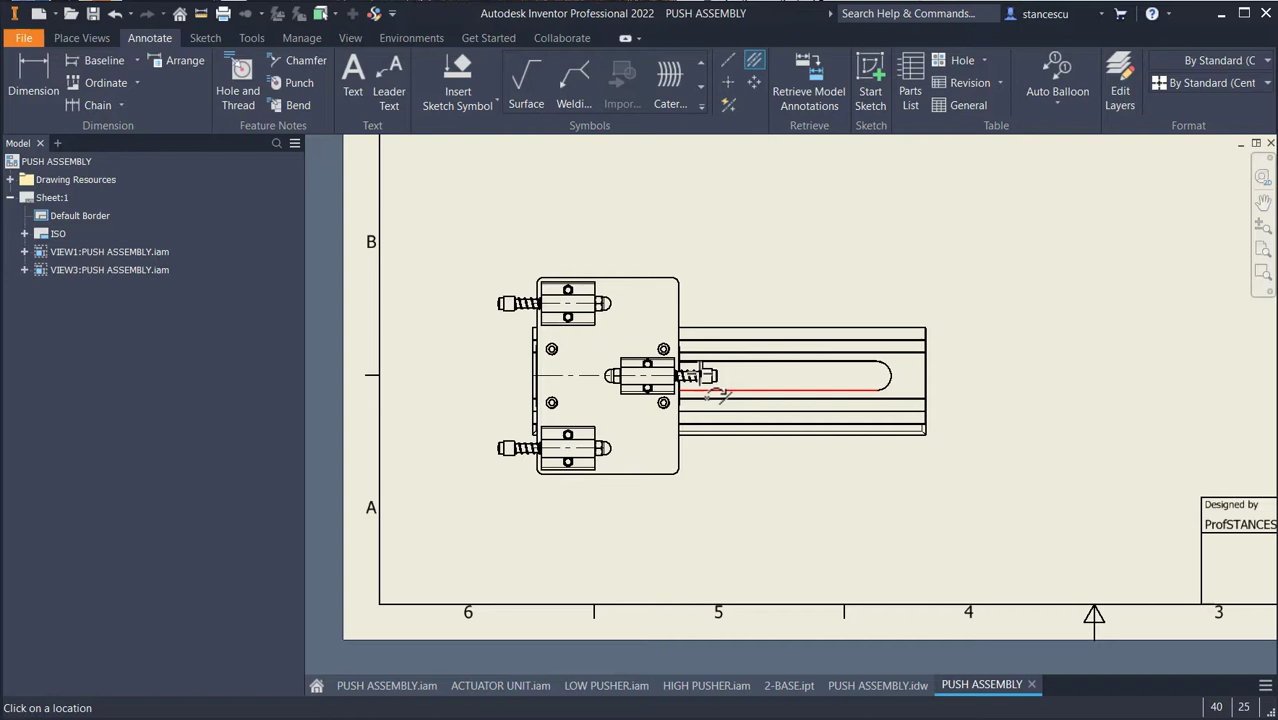 Autodesk Inventor Professional 2022 PUSH ASSEMBLY
Search Help & Commands...
stancescu
File
Place Views
Annotate
Sketch
Tools
Manage
View
Environments
Get Started
Collaborate
Dimension
Baseline
Ordinate
Chain
Arrange
Dimension
Hole and
Thread
Chamfer
Punch
Bend
Feature Notes
Text
Leader
Text
Text
Insert
Sketch Symbol
Surface
Weldi...
Impor...
Cater...
Symbols
Retrieve Model
Annotations
Retrieve
Start
Sketch
Sketch
Parts
List
Hole
Revision
General
Table
Auto Balloon
Edit
Layers
By Standard (C
By Standard (Cent
Format
Model
PUSH ASSEMBLY
Drawing Resources
Sheet:1
Default Border
ISO
VIEW1:PUSH ASSEMBLY.iam
VIEW3:PUSH ASSEMBLY.iam
B
A
Designed by
ProfSTANCES
6
5
4
3
PUSH ASSEMBLY.iam
ACTUATOR UNIT.iam
LOW PUSHER.iam
HIGH PUSHER.iam
2-BASE.ipt
PUSH ASSEMBLY.idw
PUSH ASSEMBLY
Click on a location
40
25